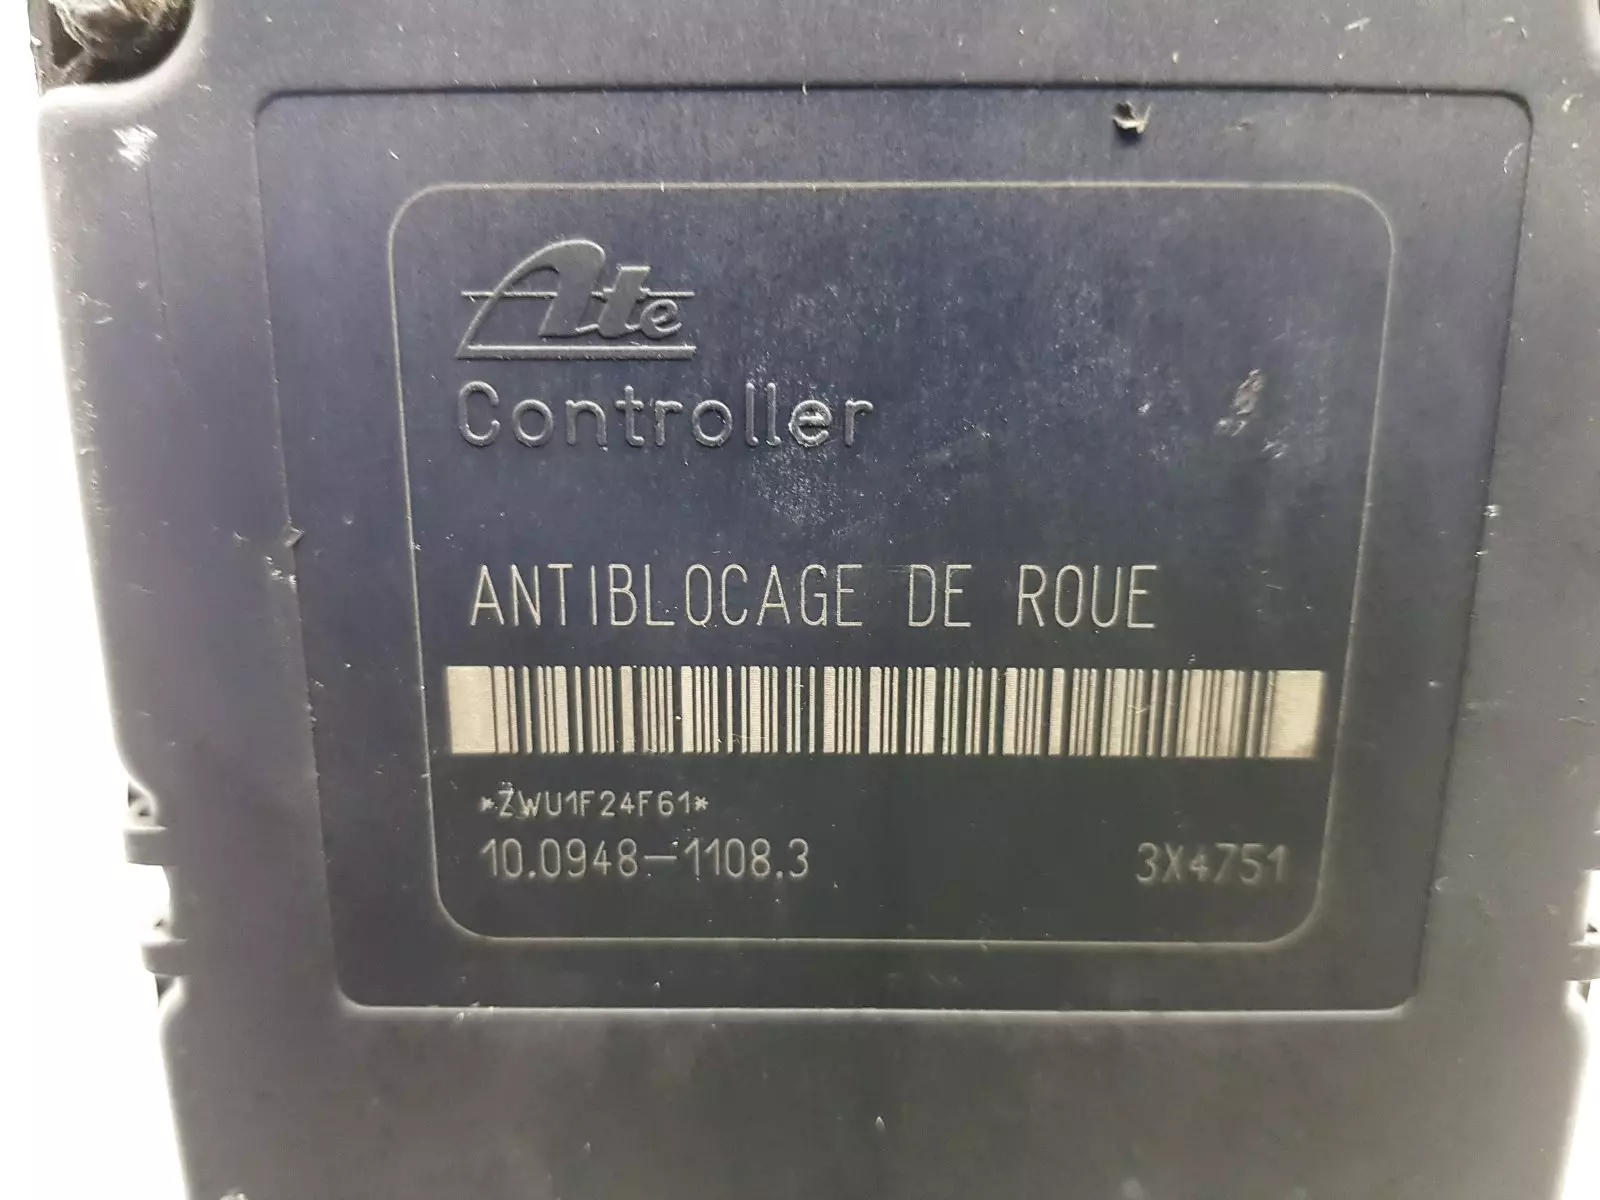 Ate
Controller
ANTIBLOCAGE DE ROUE
*ZWU1F24F61*
10.0948-1108.3 3X4751